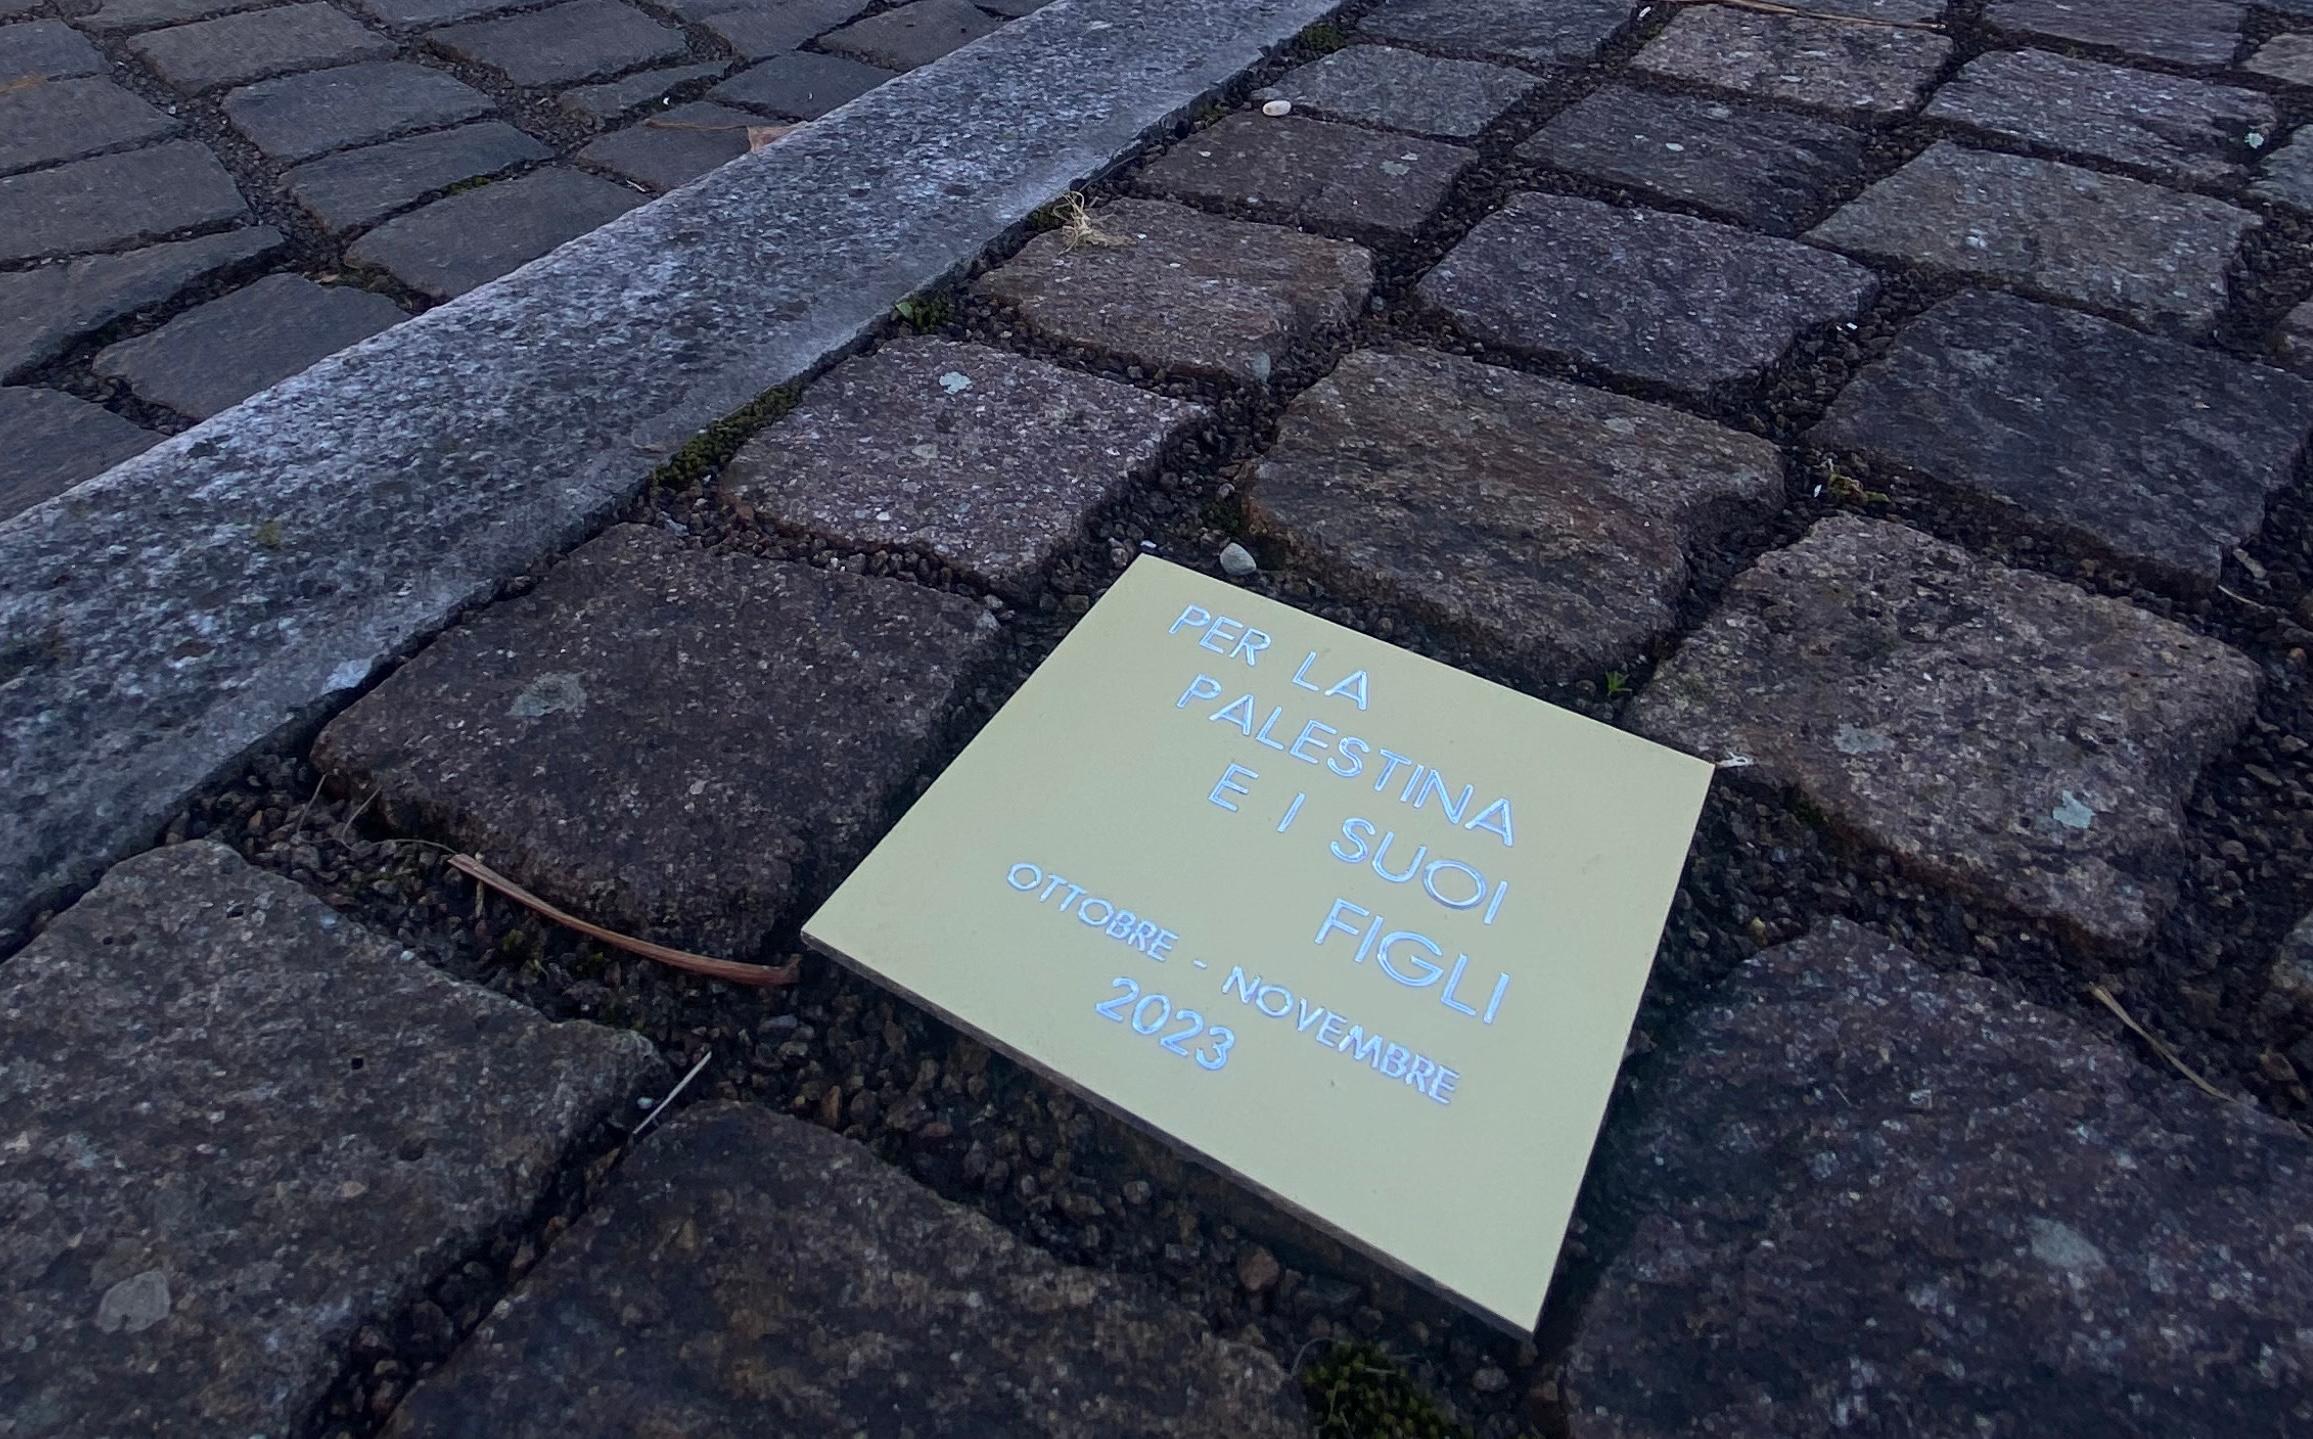 PER LA
PALESTINA
E I SUOI
FIGLI
OTTOBRE - NOVEMBRE
2023